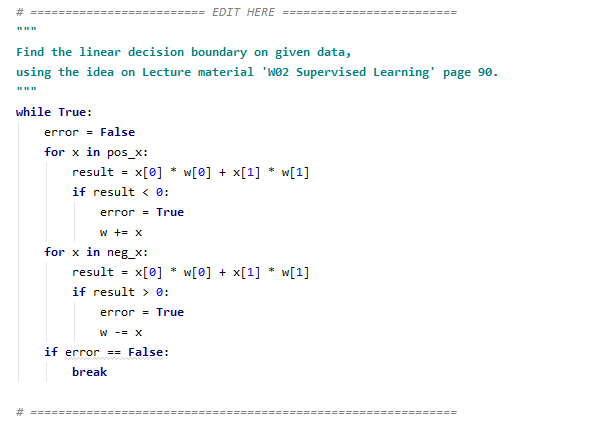 # ========================= EDIT HERE =========================
"""
Find the linear decision boundary on given data,
using the idea on Lecture material 'W02 Supervised Learning' page 90.
"""
while True:
    error = False
    for x in pos_x:
        result = x[0] * w[0] + x[1] * w[1]
        if result < 0:
            error = True
            w += x
    for x in neg_x:
        result = x[0] * w[0] + x[1] * w[1]
        if result > 0:
            error = True
            w -= x
    if error == False:
        break
# =============================================================